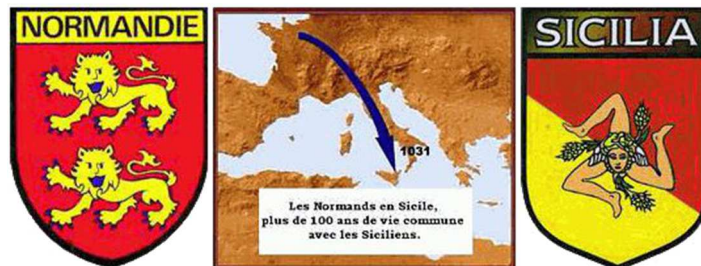 NORMANDIE
1031
Les Normands en Sicile,
plus de 100 ans de vie commune
avec les Siciliens.
SICILIA